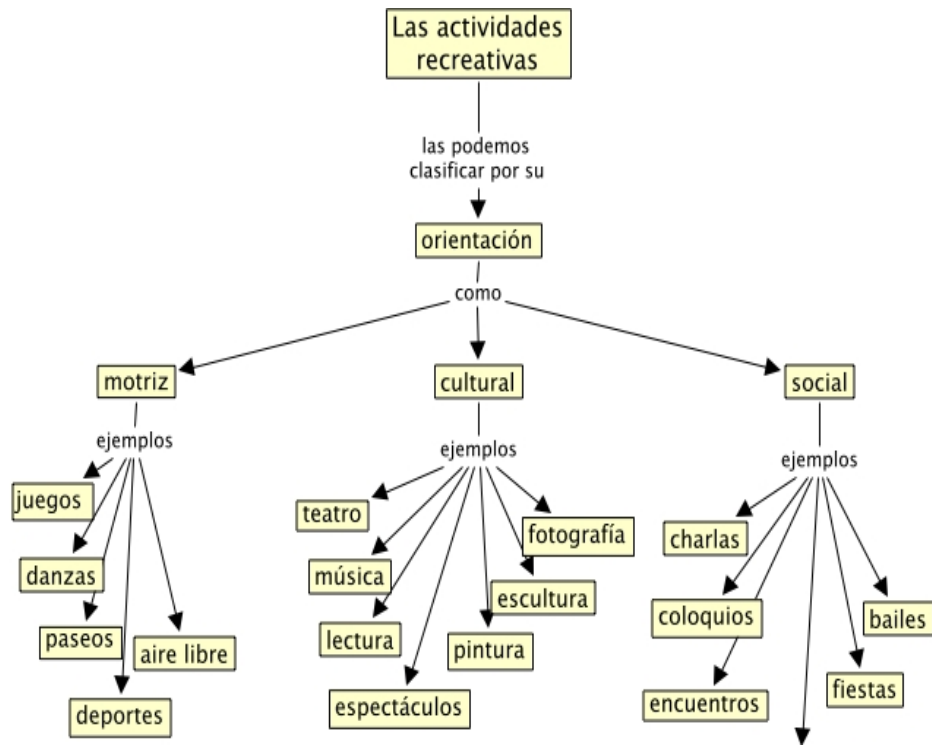 Las actividades
recreativas
las podemos
clasificar por su
orientación
como
motriz
cultural
social
ejemplos
juegos
danzas
paseos
aire libre
deportes
ejemplos
teatro
fotografía
música
escultura
lectura
pintura
espectáculos
ejemplos
charlas
coloquios
bailes
encuentros
fiestas